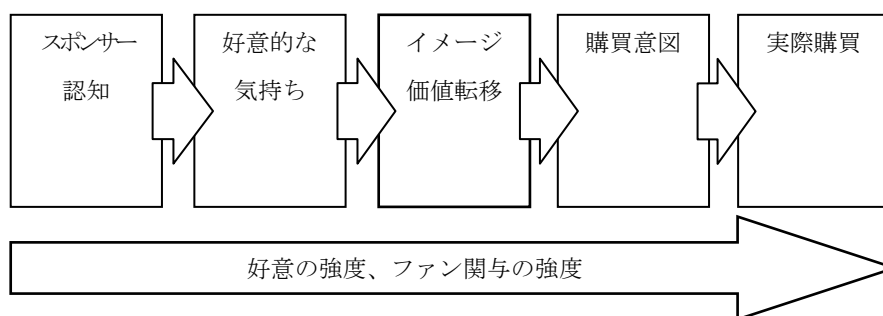 スポンサー
認知
好意的な
気持ち
イメージ
価値転移
購買意図
実際購買
好意の強度、ファン関与の強度